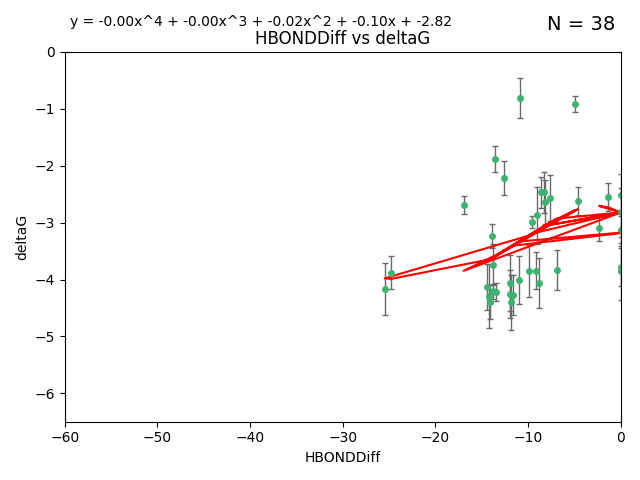 y = -0.00x^4 + -0.00x^3 + -0.02x^2 + -0.10x + -2.82
N = 38
HBONDDiff vs deltaG
deltaG
0
−1
−2
−3
−4
−5
−6
−60 −50 −40 −30 −20 −10 0
HBONDDiff